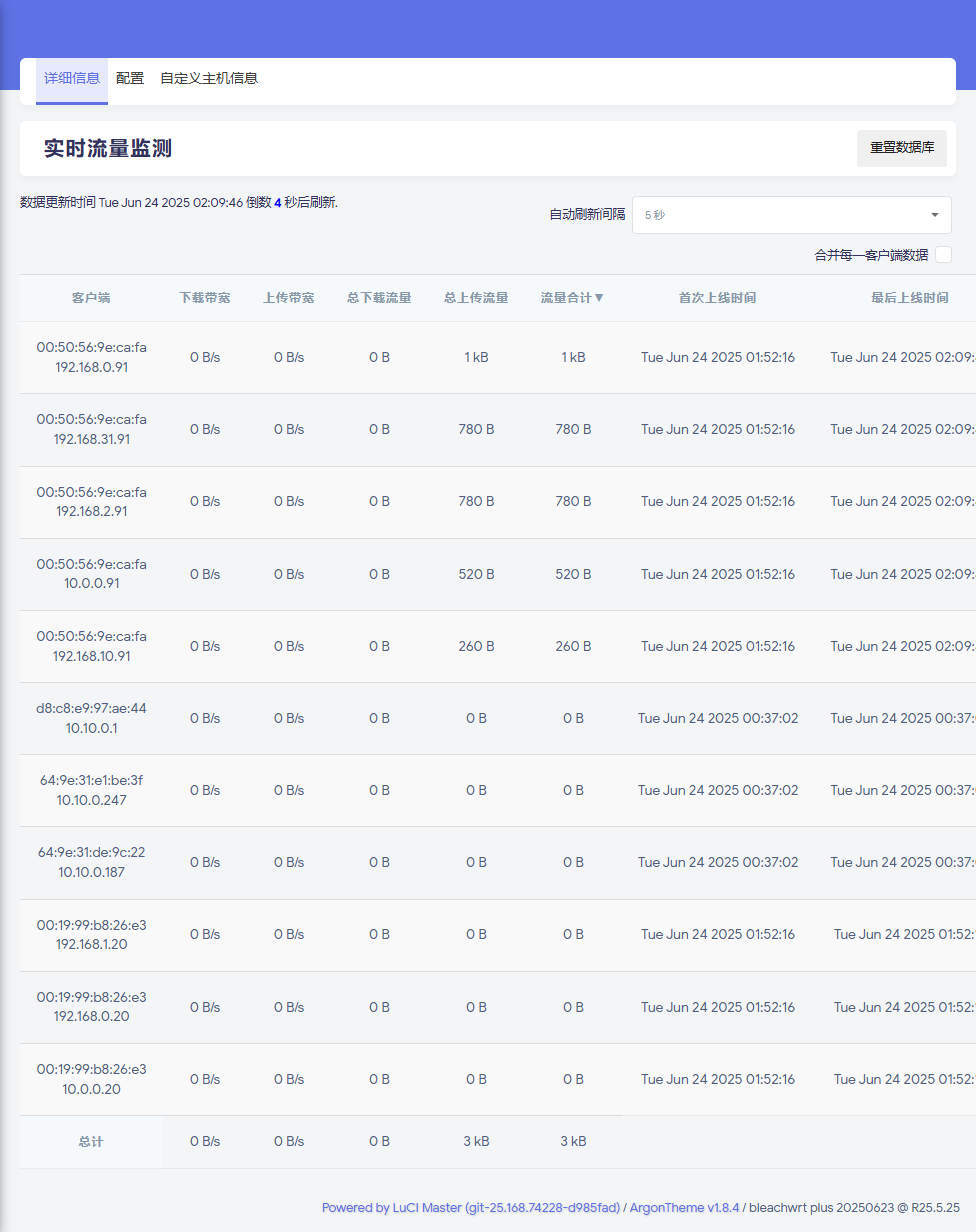 详细信息 配置 自定义主机信息
实时流量监测 重置数据库
数据更新时间 Tue Jun 24 2025 02:09:46 倒数 4 秒后刷新.
自动刷新间隔 5 秒
合并每一客户端数据
客户端 下载带宽 上传带宽 总下载流量 总上传流量 流量合计▼ 首次上线时间 最后上线时间
00:50:56:9e:ca:fa
192.168.0.91 0 B/s 0 B/s 0 B 1 kB 1 kB Tue Jun 24 2025 01:52:16 Tue Jun 24 2025 02:09:
00:50:56:9e:ca:fa
192.168.31.91 0 B/s 0 B/s 0 B 780 B 780 B Tue Jun 24 2025 01:52:16 Tue Jun 24 2025 02:09:
00:50:56:9e:ca:fa
192.168.2.91 0 B/s 0 B/s 0 B 780 B 780 B Tue Jun 24 2025 01:52:16 Tue Jun 24 2025 02:09:
00:50:56:9e:ca:fa
10.0.0.91 0 B/s 0 B/s 0 B 520 B 520 B Tue Jun 24 2025 01:52:16 Tue Jun 24 2025 02:09:
00:50:56:9e:ca:fa
192.168.10.91 0 B/s 0 B/s 0 B 260 B 260 B Tue Jun 24 2025 01:52:16 Tue Jun 24 2025 02:09:
d8:c8:e9:97:ae:44
10.10.0.1 0 B/s 0 B/s 0 B 0 B 0 B Tue Jun 24 2025 00:37:02 Tue Jun 24 2025 00:37:
64:9e:31:e1:be:3f
10.10.0.247 0 B/s 0 B/s 0 B 0 B 0 B Tue Jun 24 2025 00:37:02 Tue Jun 24 2025 00:37:
64:9e:31:de:9c:22
10.10.0.187 0 B/s 0 B/s 0 B 0 B 0 B Tue Jun 24 2025 00:37:02 Tue Jun 24 2025 00:37:
00:19:99:b8:26:e3
192.168.1.20 0 B/s 0 B/s 0 B 0 B 0 B Tue Jun 24 2025 01:52:16 Tue Jun 24 2025 01:52:
00:19:99:b8:26:e3
192.168.0.20 0 B/s 0 B/s 0 B 0 B 0 B Tue Jun 24 2025 01:52:16 Tue Jun 24 2025 01:52:
00:19:99:b8:26:e3
10.0.0.20 0 B/s 0 B/s 0 B 0 B 0 B Tue Jun 24 2025 01:52:16 Tue Jun 24 2025 01:52:
总计 0 B/s 0 B/s 0 B 3 kB 3 kB
Powered by LuCI Master (git-25.168.74228-d985fad) / ArgonTheme v1.8.4 / bleachwrt plus 20250623 @ R25.5.25